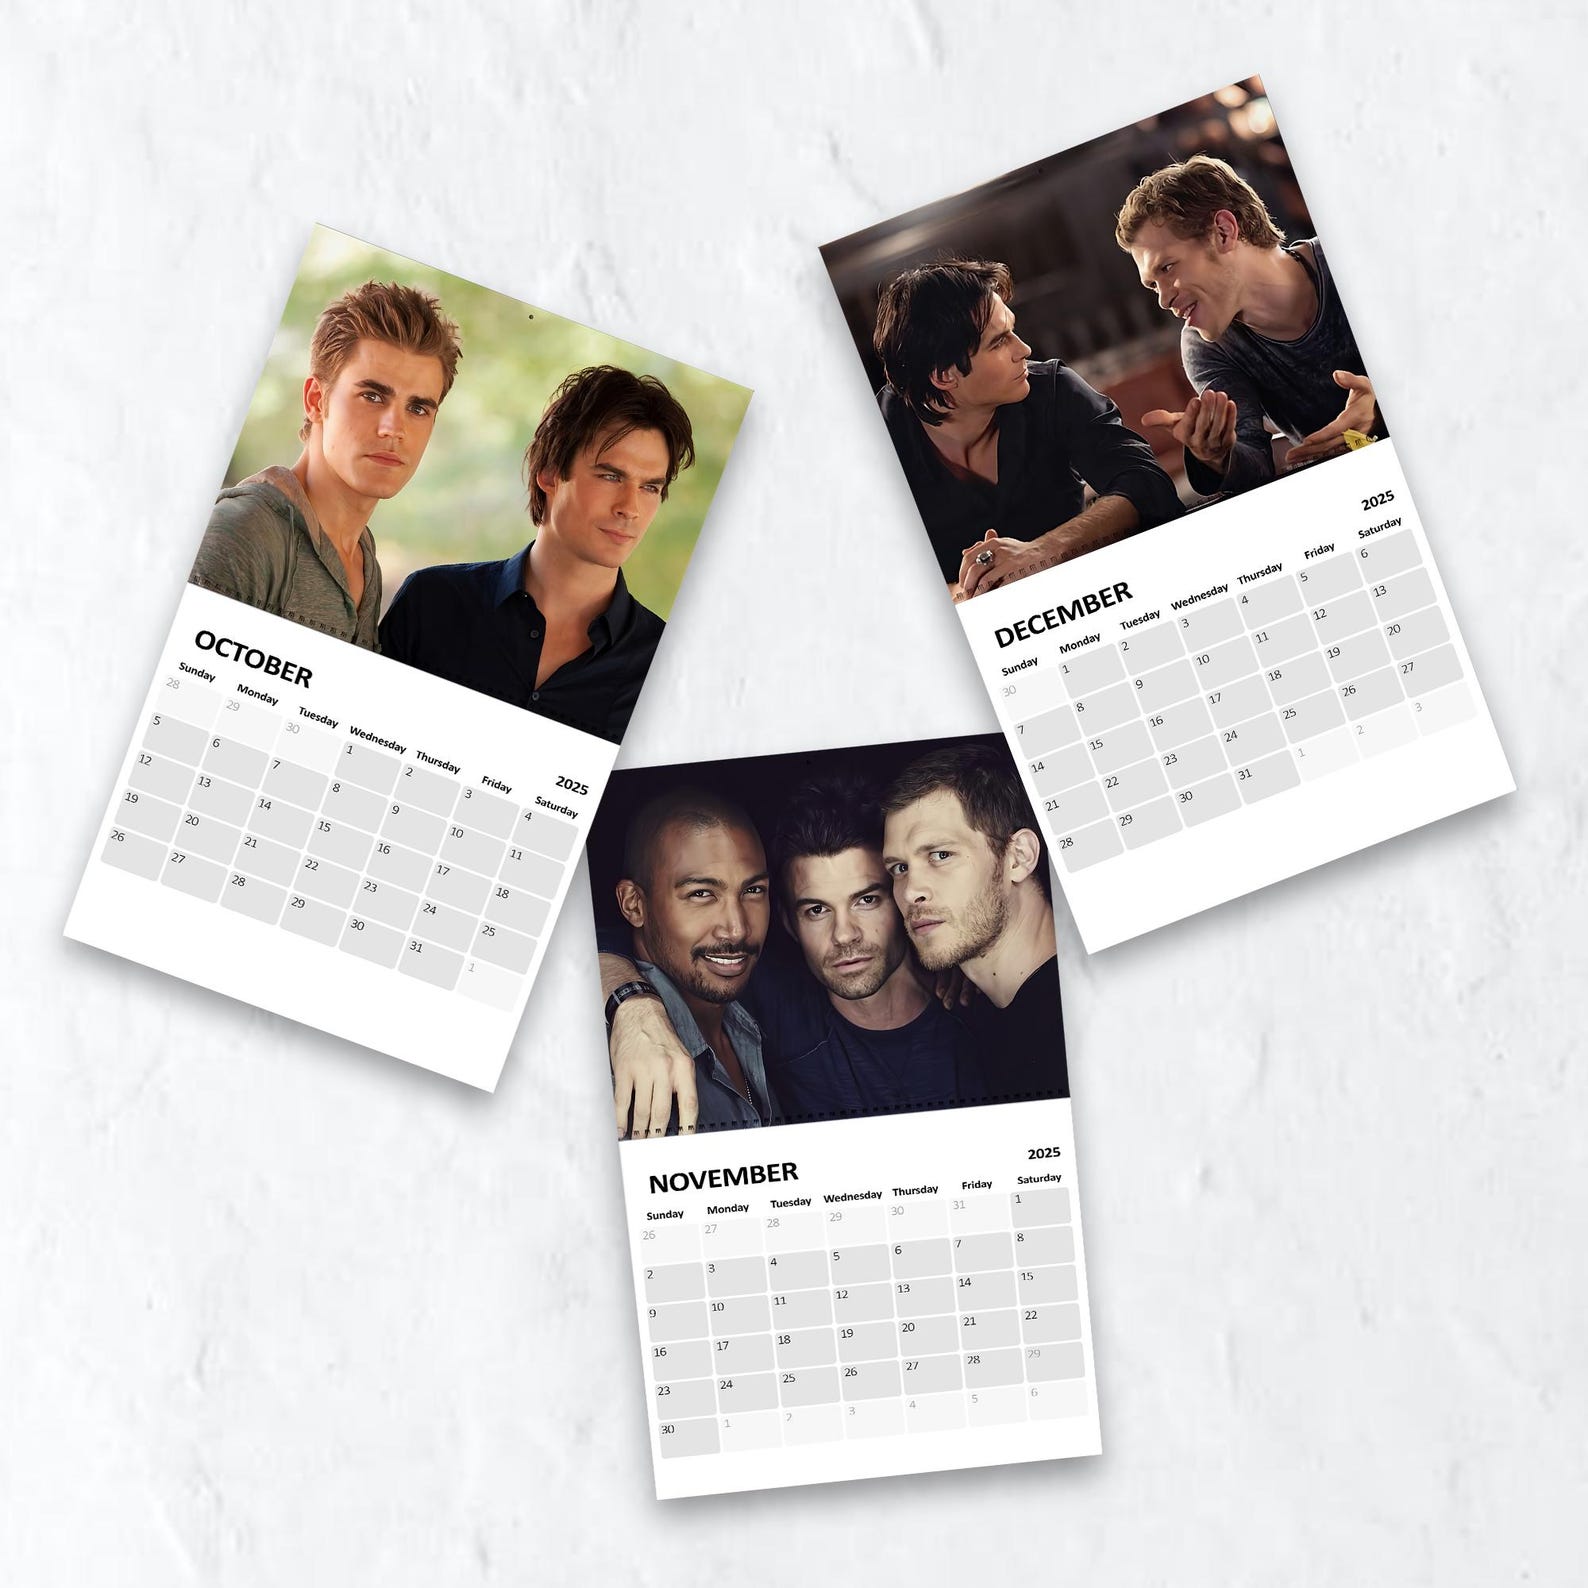 OCTOBER
2025
Sunday Monday Tuesday Wednesday Thursday Friday Saturday
28 29 30 1 2 3 4
5 6 7 8 9 10 11
12 13 14 15 16 17 18
19 20 21 22 23 24 25
26 27 28 29 30 31 1
DECEMBER
2025
Sunday Monday Tuesday Wednesday Thursday Friday Saturday
30 1 2 3 4 5 6
7 8 9 10 11 12 13
14 15 16 17 18 19 20
21 22 23 24 25 26 27
28 29 30 31 1 2 3
NOVEMBER
2025
Sunday Monday Tuesday Wednesday Thursday Friday Saturday
26 27 28 29 30 31 1
2 3 4 5 6 7 8
9 10 11 12 13 14 15
16 17 18 19 20 21 22
23 24 25 26 27 28 29
30 1 2 3 4 5 6